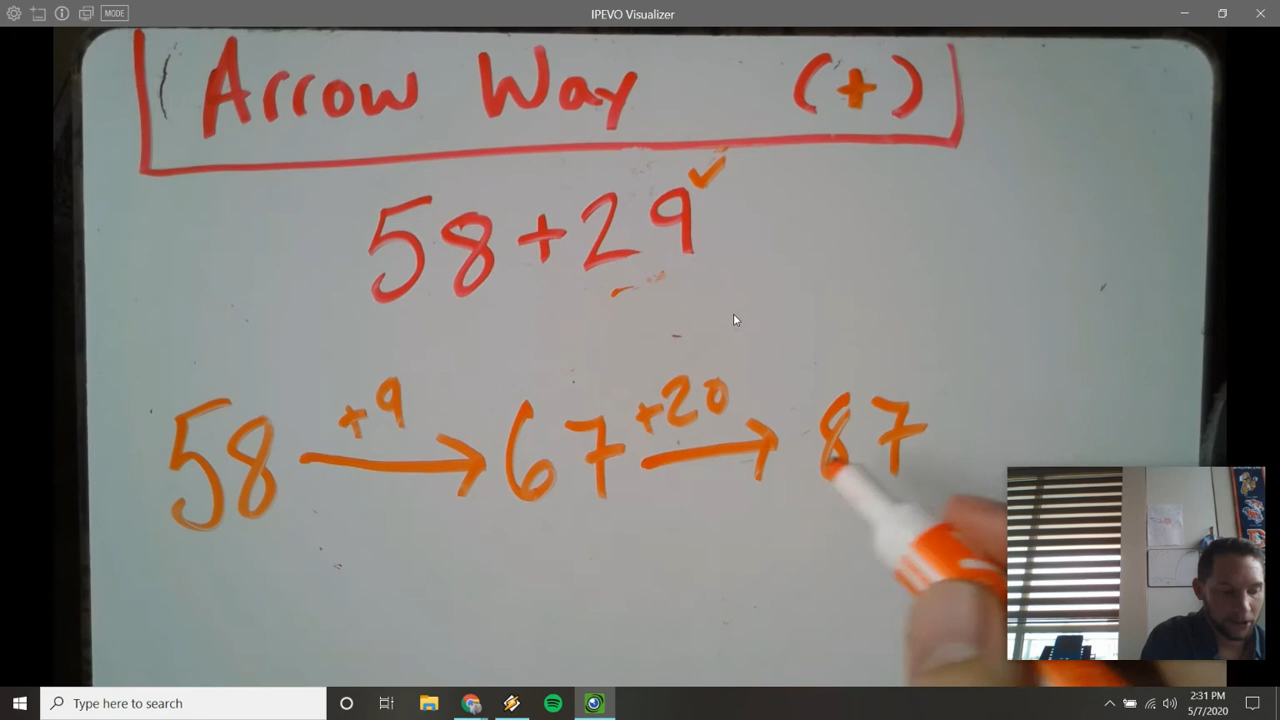 MODE
IPEVO Visualizer
Arrow Way (+)
58+29✓
+9 +20
58 → 67 → 87
Type here to search
2:31 PM
5/7/2020